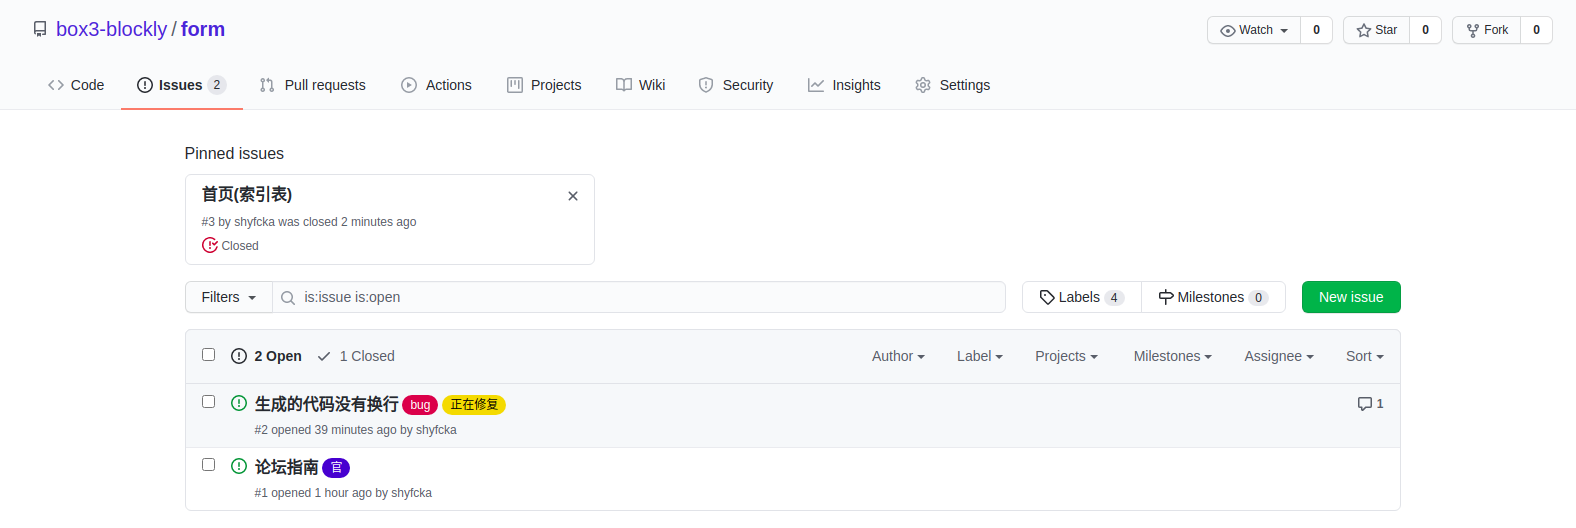 box3-blockly / form
Watch 0 Star 0 Fork 0
Code Issues 2 Pull requests Actions Projects Wiki Security Insights Settings
Pinned issues
首页(索引表)
#3 by shyfcka was closed 2 minutes ago
Closed
Filters is:issue is:open Labels 4 Milestones 0 New issue
2 Open 1 Closed Author Label Projects Milestones Assignee Sort
生成的代码没有换行 bug 正在修复 1
#2 opened 39 minutes ago by shyfcka
论坛指南 官
#1 opened 1 hour ago by shyfcka